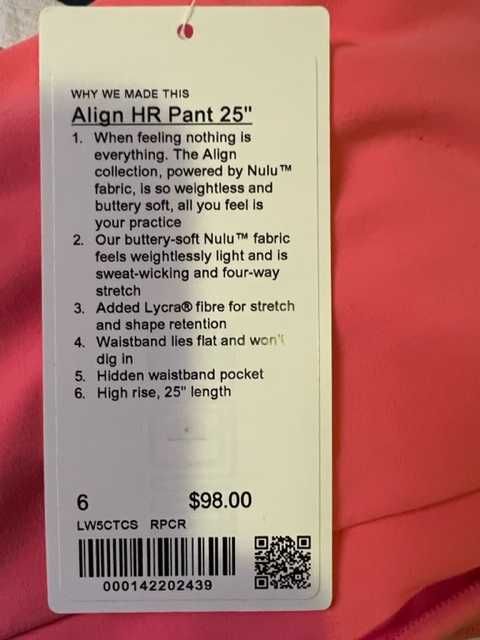 WHY WE MADE THIS
Align HR Pant 25"
1. When feeling nothing is
everything. The Align
collection, powered by Nulu™
fabric, is so weightless and
buttery soft, all you feel is
your practice
2. Our buttery-soft Nulu™ fabric
feels weightlessly light and is
sweat-wicking and four-way
stretch
3. Added Lycra® fibre for stretch
and shape retention
4. Waistband lies flat and won't
dig in
5. Hidden waistband pocket
6. High rise, 25" length
6 $98.00
LW5CTCS RPCR
000142202439